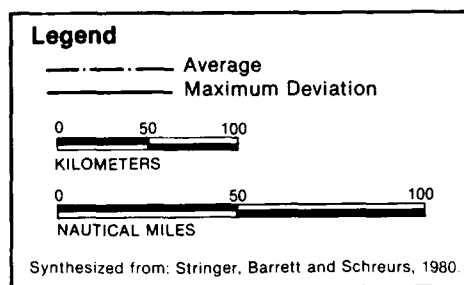 Legend
Average
Maximum Deviation
0 50 100
KILOMETERS
0 50 100
NAUTICAL MILES
Synthesized from: Stringer, Barrett and Schreurs, 1980.